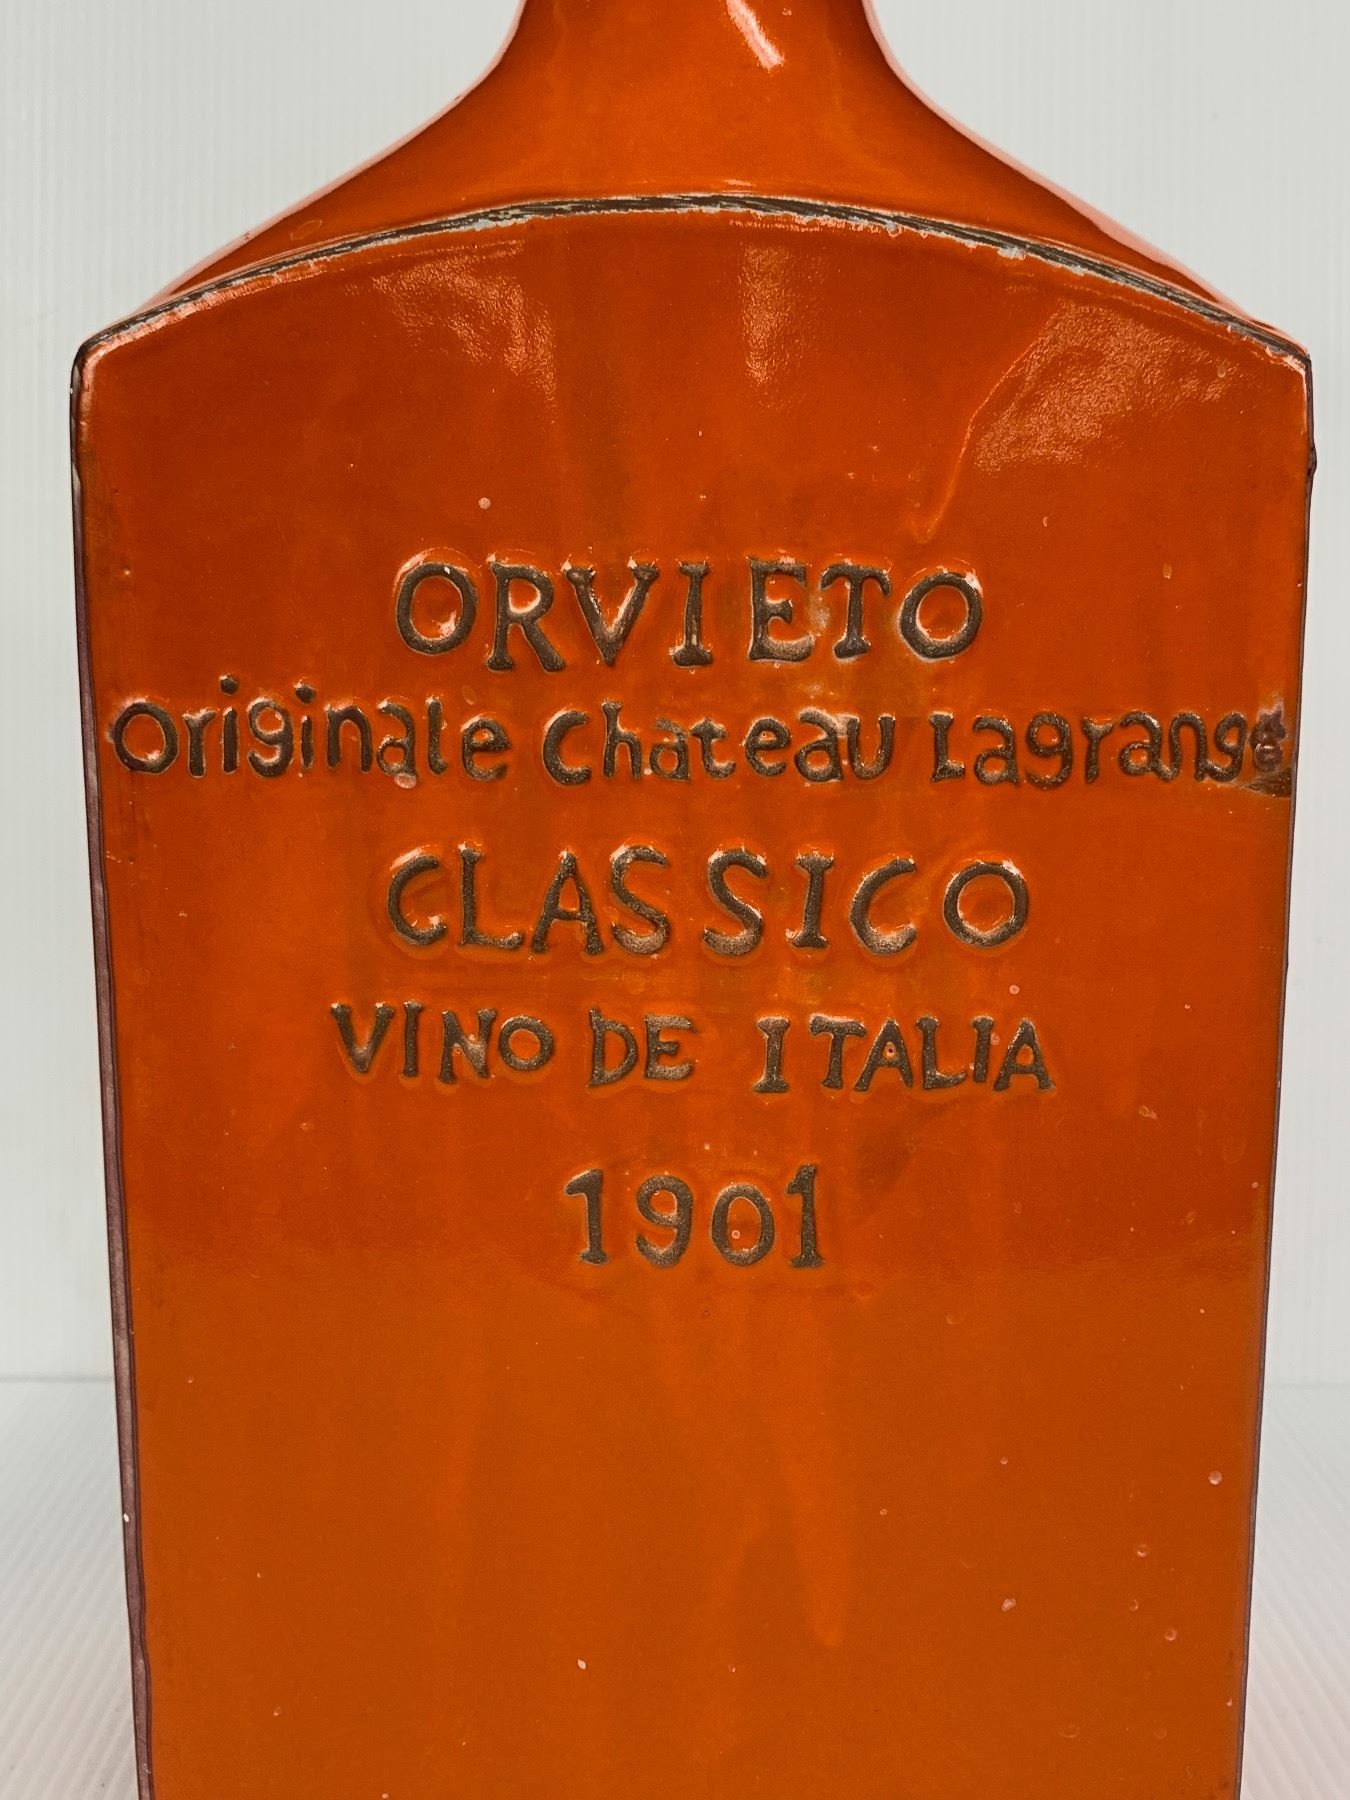 ORVIETO
Originale Chateau Lagrange
CLASSICO
VINO DE ITALIA
1901